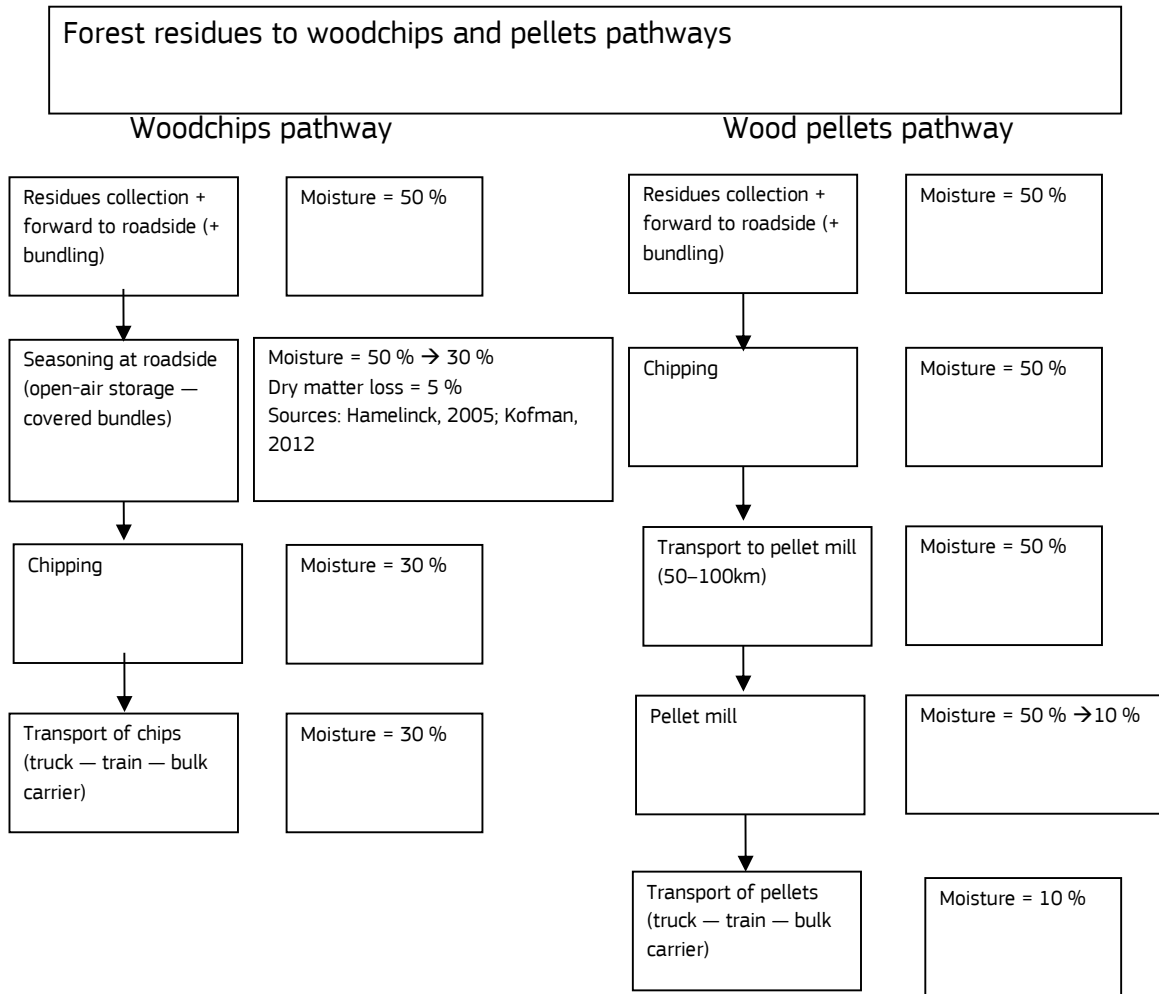 Forest residues to woodchips and pellets pathways
Woodchips pathway
Residues collection +
forward to roadside (+
bundling)
Moisture = 50 %
Seasoning at roadside
(open-air storage —
covered bundles)
Moisture = 50 % → 30 %
Dry matter loss = 5 %
Sources: Hamelinck, 2005; Kofman,
2012
Chipping
Moisture = 30 %
Transport of chips
(truck — train — bulk
carrier)
Moisture = 30 %
Wood pellets pathway
Residues collection +
forward to roadside (+
bundling)
Moisture = 50 %
Chipping
Moisture = 50 %
Transport to pellet mill
(50–100km)
Moisture = 50 %
Pellet mill
Moisture = 50 % →10 %
Transport of pellets
(truck — train — bulk
carrier)
Moisture = 10 %